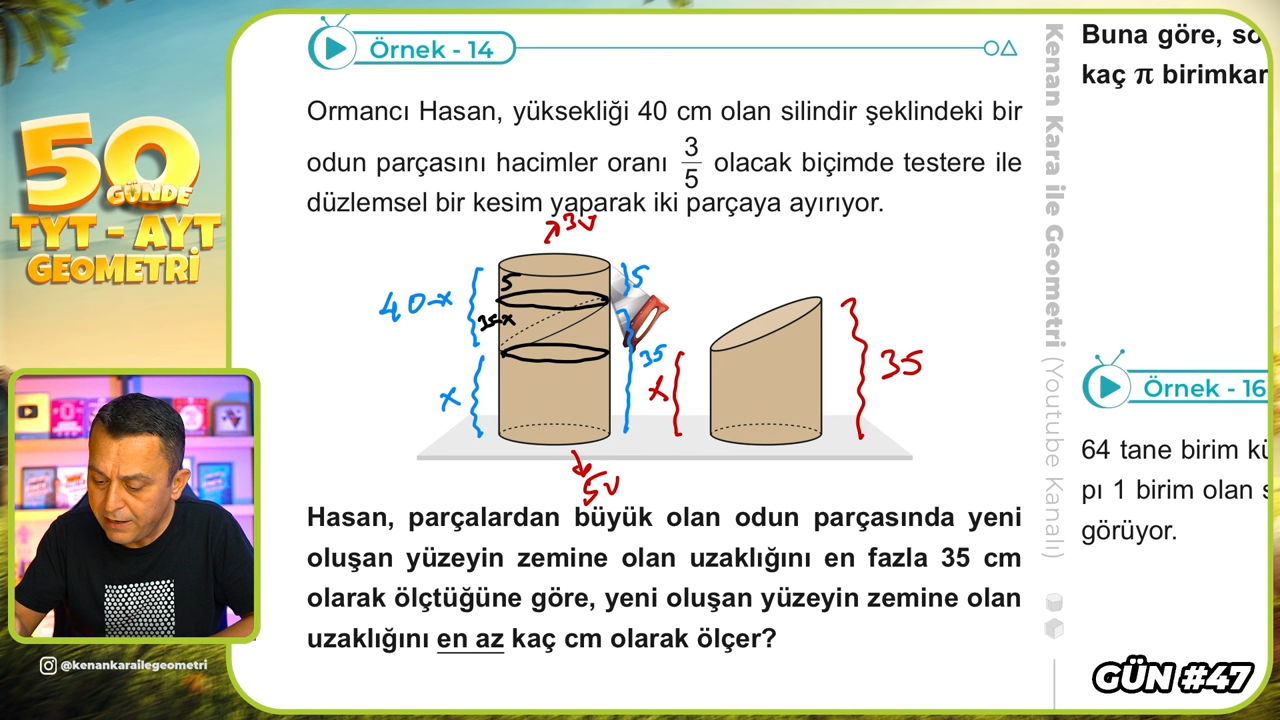 50
GÜNDE
TYT - AYT
GEOMETRİ
@kenankarailegeometri
Örnek - 14
Ormancı Hasan, yüksekliği 40 cm olan silindir şeklindeki bir
odun parçasını hacimler oranı 3/5 olacak biçimde testere ile
düzlemsel bir kesim yaparak iki parçaya ayırıyor.
3V
40-x
5
5
35-x
x
35
x
35
5V
Hasan, parçalardan büyük olan odun parçasında yeni
oluşan yüzeyin zemine olan uzaklığını en fazla 35 cm
olarak ölçtüğüne göre, yeni oluşan yüzeyin zemine olan
uzaklığını en az kaç cm olarak ölçer?
Kenan Kara ile Geometri (Youtube Kanalı)
Buna göre, so
kaç π birimkar
Örnek - 16
64 tane birim kü
pı 1 birim olan s
görüyor.
GÜN #47